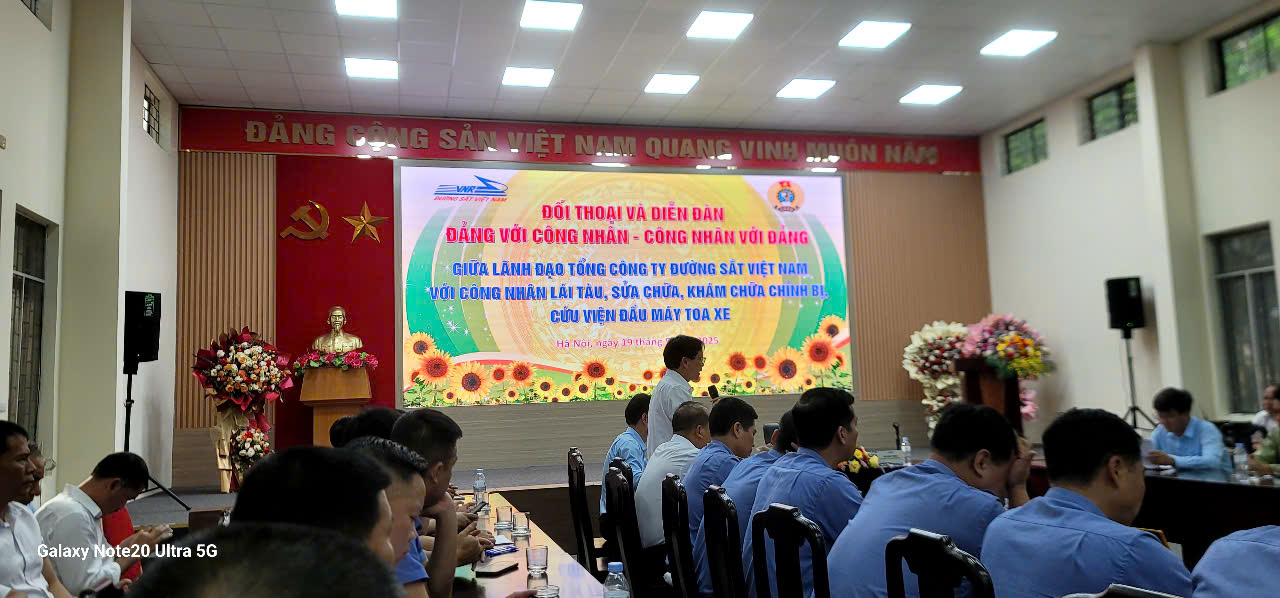 ĐẢNG CỘNG SẢN VIỆT NAM QUANG VINH MUÔN NĂM
VNR
ĐƯỜNG SẮT VIỆT NAM
ĐỐI THOẠI VÀ DIỄN ĐÀN
ĐẢNG VỚI CÔNG NHÂN - CÔNG NHÂN VỚI ĐẢNG
GIỮA LÃNH ĐẠO TỔNG CÔNG TY ĐƯỜNG SẮT VIỆT NAM
VỚI CÔNG NHÂN LÁI TÀU, SỬA CHỮA, KHÁM CHỮA CHỈNH BỊ,
CỨU VIỆN ĐẦU MÁY TOA XE
Hà Nội, ngày 19 tháng 2025
Galaxy Note20 Ultra 5G